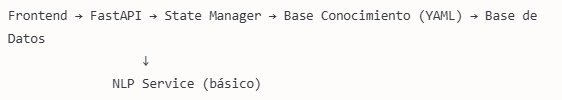 Frontend → FastAPI → State Manager → Base Conocimiento (YAML) → Base de
Datos
↓
NLP Service (básico)